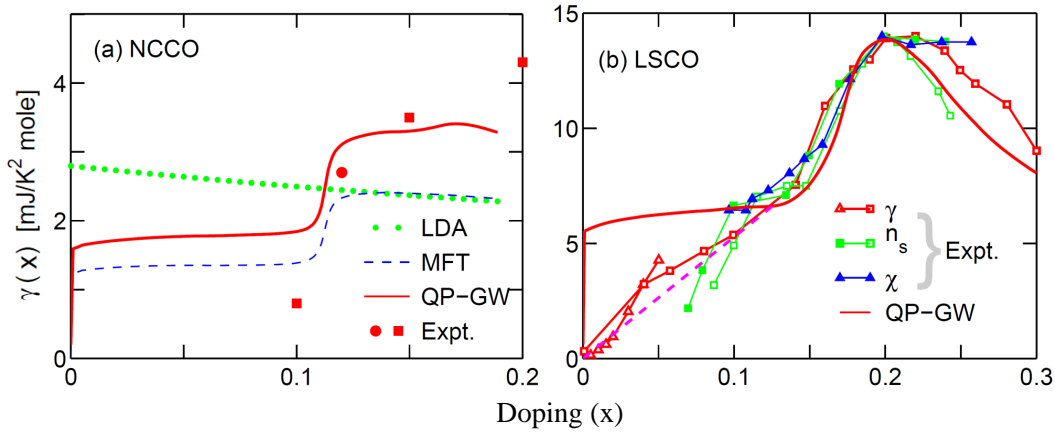 γ(x) [mJ/K² mole]
(a) NCCO
4
2
0
0
0.1
0.2
LDA
MFT
QP-GW
Expt.
(b) LSCO
15
10
5
0
0
0.1
0.2
0.3
γ
n_s
χ
Expt.
QP-GW
Doping (x)